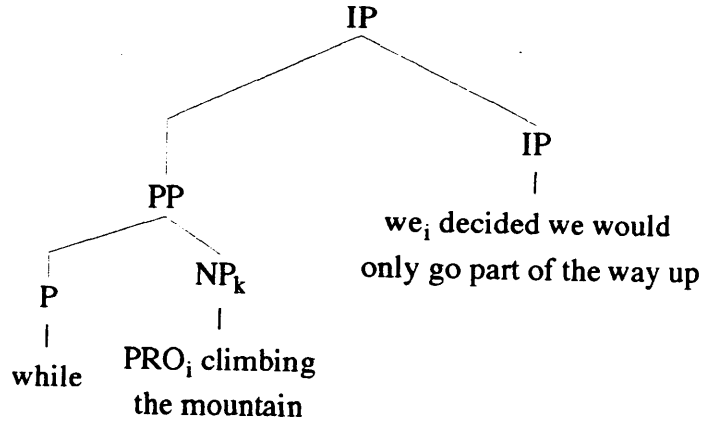 IP
IP
PP
we_i decided we would
only go part of the way up
P
NP_k
while
PRO_i climbing
the mountain